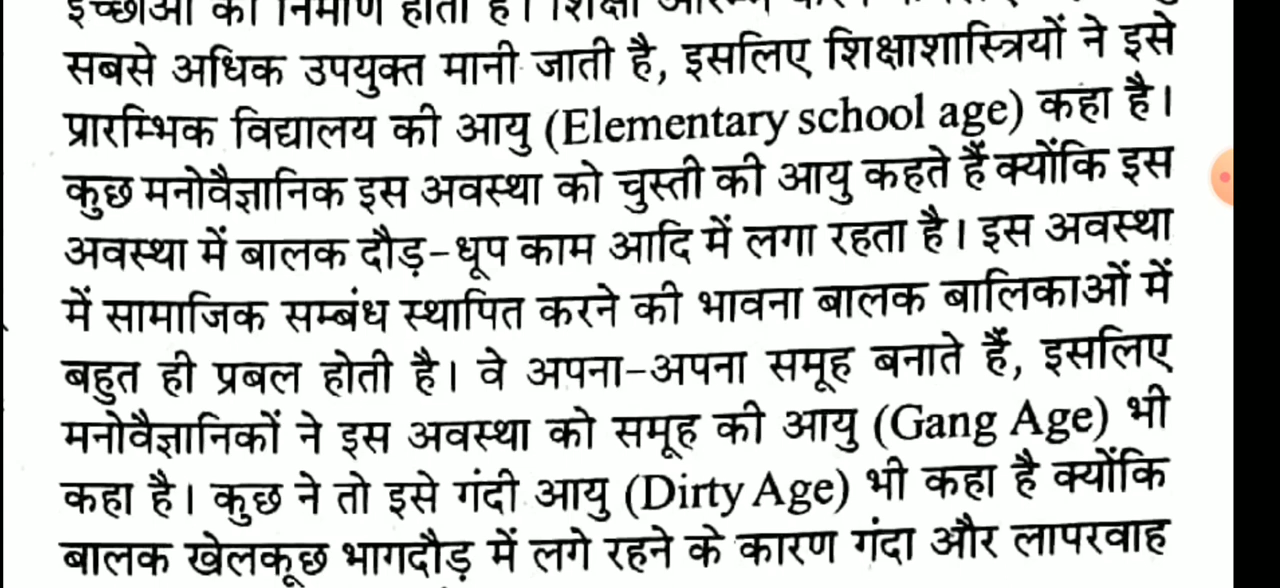 इच्छाओं का निर्माण होता है। शिक्षा
सबसे अधिक उपयुक्त मानी जाती है, इसलिए शिक्षाशास्त्रियों ने इसे
प्रारम्भिक विद्यालय की आयु (Elementary school age) कहा है।
कुछ मनोवैज्ञानिक इस अवस्था को चुस्ती की आयु कहते हैं क्योंकि इस
अवस्था में बालक दौड़-धूप काम आदि में लगा रहता है। इस अवस्था
में सामाजिक सम्बंध स्थापित करने की भावना बालक बालिकाओं में
बहुत ही प्रबल होती है। वे अपना-अपना समूह बनाते हैं, इसलिए
मनोवैज्ञानिकों ने इस अवस्था को समूह की आयु (Gang Age) भी
कहा है। कुछ ने तो इसे गंदी आयु (Dirty Age) भी कहा है क्योंकि
बालक खेलकूछ भागदौड़ में लगे रहने के कारण गंदा और लापरवाह